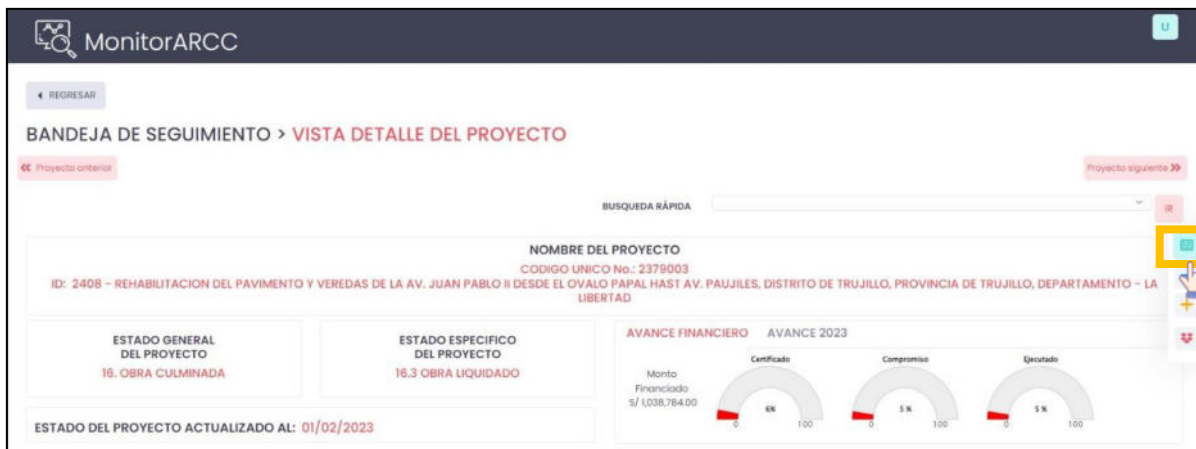 MonitorARCC
U
REGRESAR
BANDEJA DE SEGUIMIENTO > VISTA DETALLE DEL PROYECTO
Proyecto anterior
Proyecto siguiente
BUSQUEDA RÁPIDA
IR
NOMBRE DEL PROYECTO
CODIGO UNICO No.: 2379003
ID: 2408 - REHABILITACION DEL PAVIMENTO Y VEREDAS DE LA AV. JUAN PABLO II DESDE EL OVALO PAPAL HAST AV. PAUJILES, DISTRITO DE TRUJILLO, PROVINCIA DE TRUJILLO, DEPARTAMENTO - LA
LIBERTAD
ESTADO GENERAL
DEL PROYECTO
16. OBRA CULMINADA
ESTADO ESPECIFICO
DEL PROYECTO
16.3 OBRA LIQUIDADO
ESTADO DEL PROYECTO ACTUALIZADO AL: 01/02/2023
AVANCE FINANCIERO AVANCE 2023
Monto
Financiado
S/ 1,038,784.00
Certificado
6%
0 100
Compromiso
5 %
0 100
Ejecutado
5 %
0 100